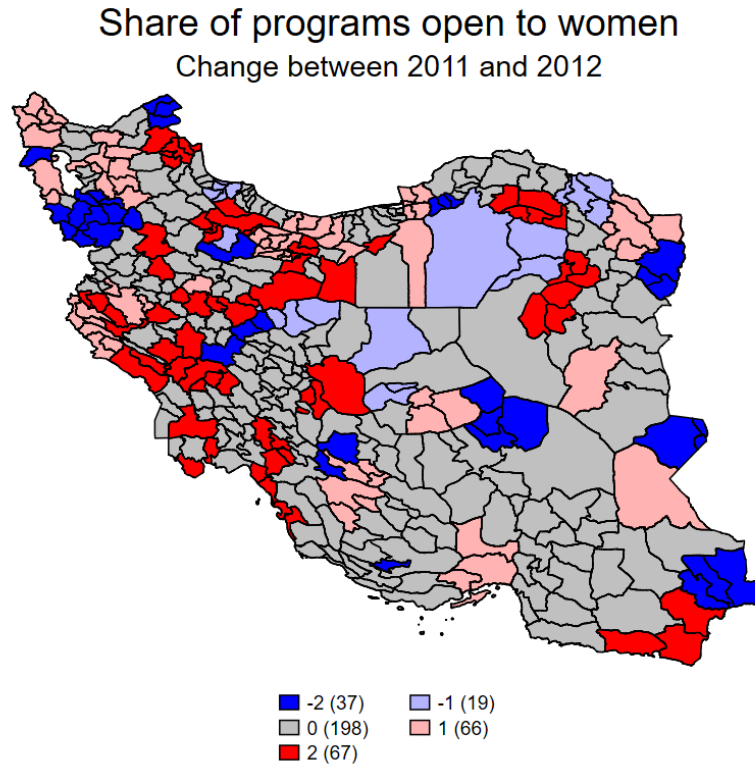 Share of programs open to women
Change between 2011 and 2012
-2 (37) -1 (19)
0 (198) 1 (66)
2 (67)